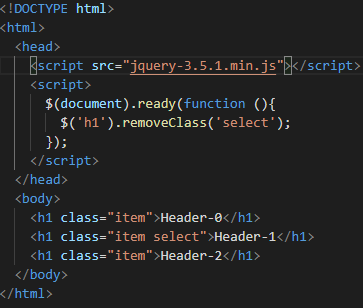 <!DOCTYPE html>
<html>
  <head>
    <script src="jquery-3.5.1.min.js"></script>
    <script>
      $(document).ready(function (){
        $('h1').removeClass('select');
      });
    </script>
  </head>
  <body>
    <h1 class="item">Header-0</h1>
    <h1 class="item select">Header-1</h1>
    <h1 class="item">Header-2</h1>
  </body>
</html>